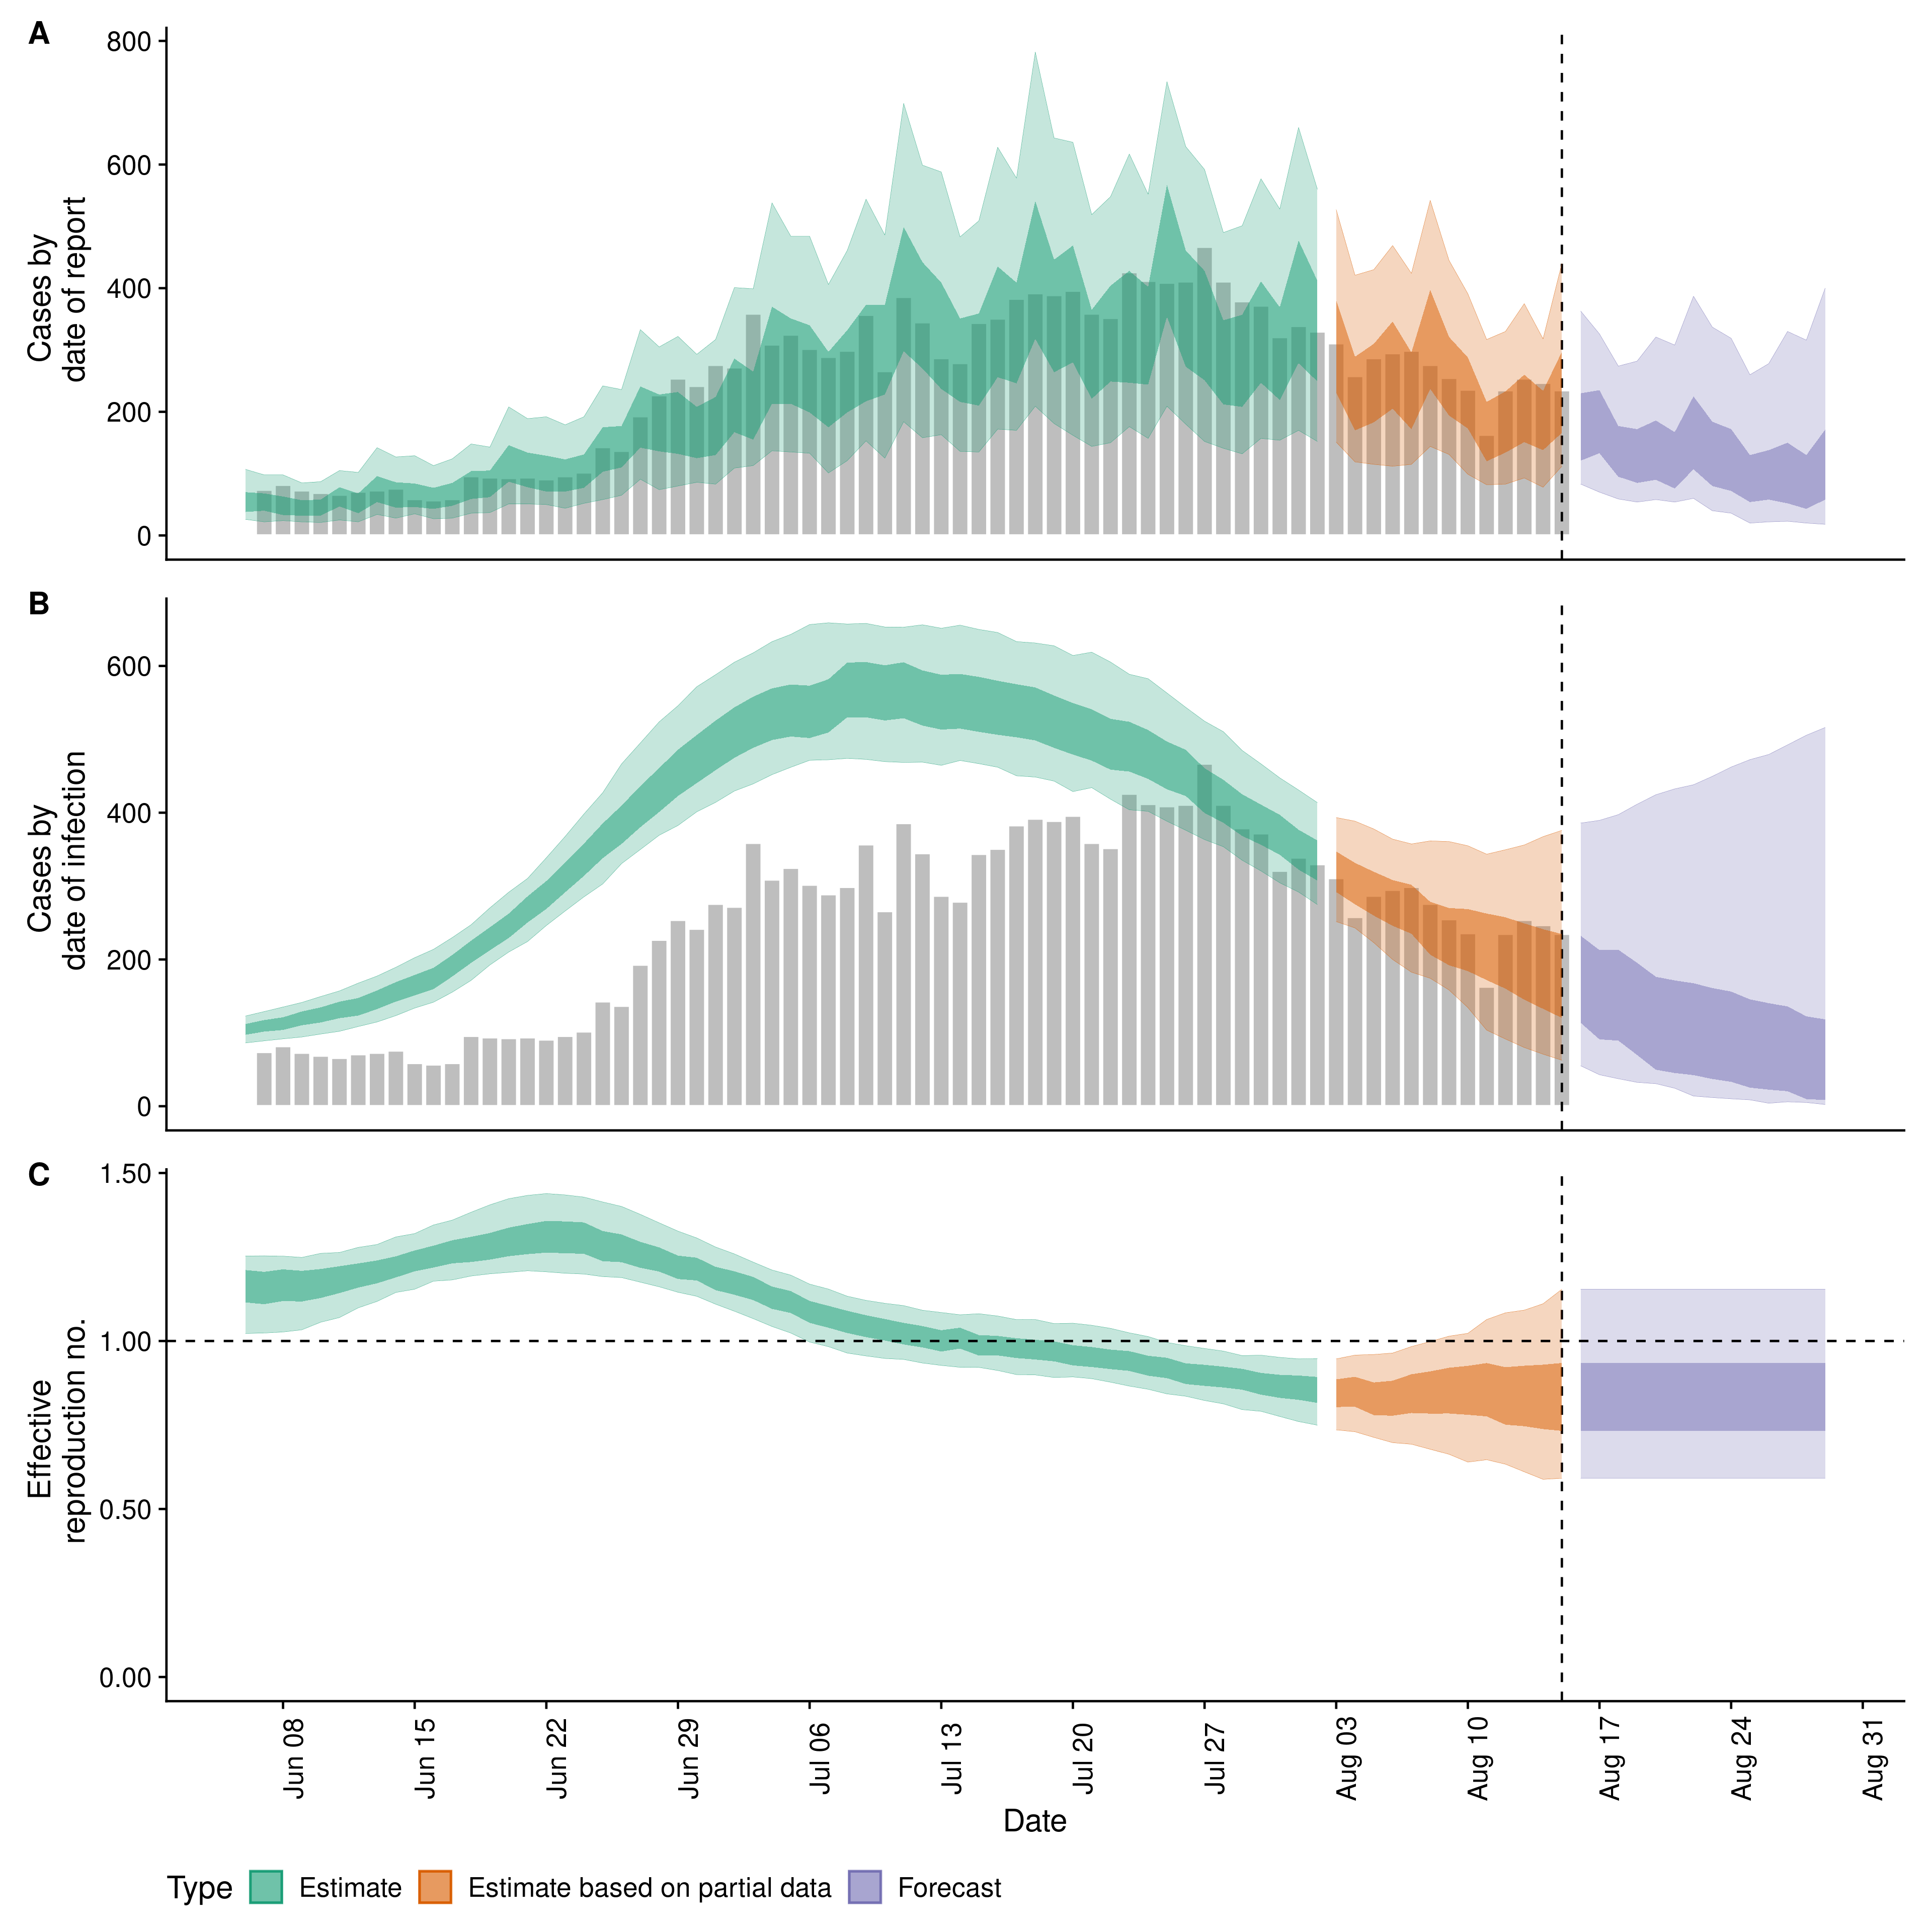 A
800
600
400
200
0
Cases by
date of report
B
600
400
200
0
Cases by
date of infection
C
1.50
1.00
0.50
0.00
Effective
reproduction no.
Jun 08
Jun 15
Jun 22
Jun 29
Jul 06
Jul 13
Jul 20
Jul 27
Aug 03
Aug 10
Aug 17
Aug 24
Aug 31
Date
Type
Estimate
Estimate based on partial data
Forecast